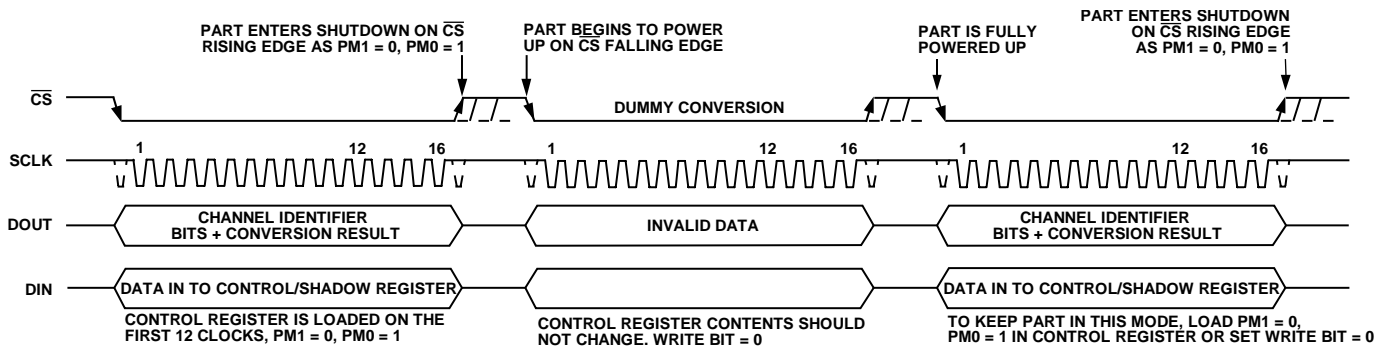 PART ENTERS SHUTDOWN ON CS
RISING EDGE AS PM1 = 0, PM0 = 1
PART BEGINS TO POWER
UP ON CS FALLING EDGE
PART IS FULLY
POWERED UP
PART ENTERS SHUTDOWN
ON CS RISING EDGE
AS PM1 = 0, PM0 = 1
CS
DUMMY CONVERSION
SCLK
1 12 16 1 12 16 1 12 16
DOUT
CHANNEL IDENTIFIER
BITS + CONVERSION RESULT
INVALID DATA
CHANNEL IDENTIFIER
BITS + CONVERSION RESULT
DIN
DATA IN TO CONTROL/SHADOW REGISTER
DATA IN TO CONTROL/SHADOW REGISTER
CONTROL REGISTER IS LOADED ON THE
FIRST 12 CLOCKS, PM1 = 0, PM0 = 1
CONTROL REGISTER CONTENTS SHOULD
NOT CHANGE, WRITE BIT = 0
TO KEEP PART IN THIS MODE, LOAD PM1 = 0,
PM0 = 1 IN CONTROL REGISTER OR SET WRITE BIT = 0